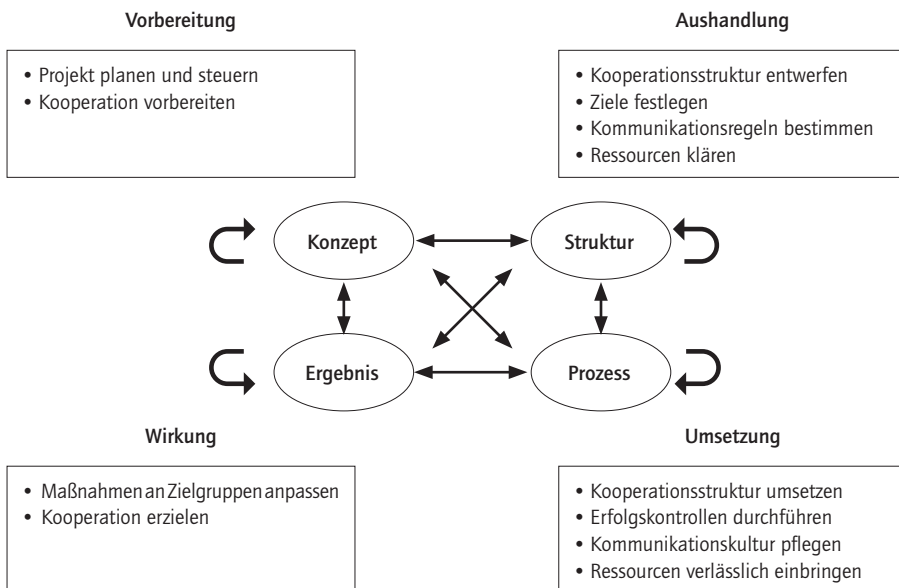 Vorbereitung
• Projekt planen und steuern
• Kooperation vorbereiten
Aushandlung
• Kooperationsstruktur entwerfen
• Ziele festlegen
• Kommunikationsregeln bestimmen
• Ressourcen klären
Konzept
Struktur
Ergebnis
Prozess
Wirkung
• Maßnahmen an Zielgruppen anpassen
• Kooperation erzielen
Umsetzung
• Kooperationsstruktur umsetzen
• Erfolgskontrollen durchführen
• Kommunikationskultur pflegen
• Ressourcen verlässlich einbringen